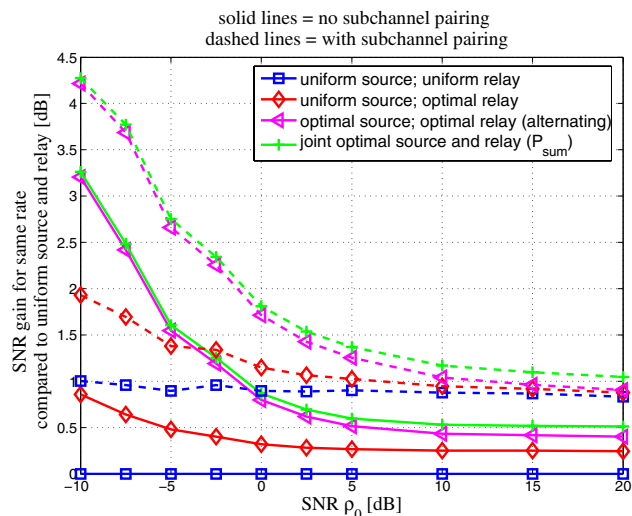 solid lines = no subchannel pairing
dashed lines = with subchannel pairing
4.5
4
3.5
3
2.5
2
1.5
1
0.5
0
SNR gain for same rate
compared to uniform source and relay [dB]
uniform source; uniform relay
uniform source; optimal relay
optimal source; optimal relay (alternating)
joint optimal source and relay (P_sum)
−10 −5 0 5 10 15 20
SNR ρ_0 [dB]